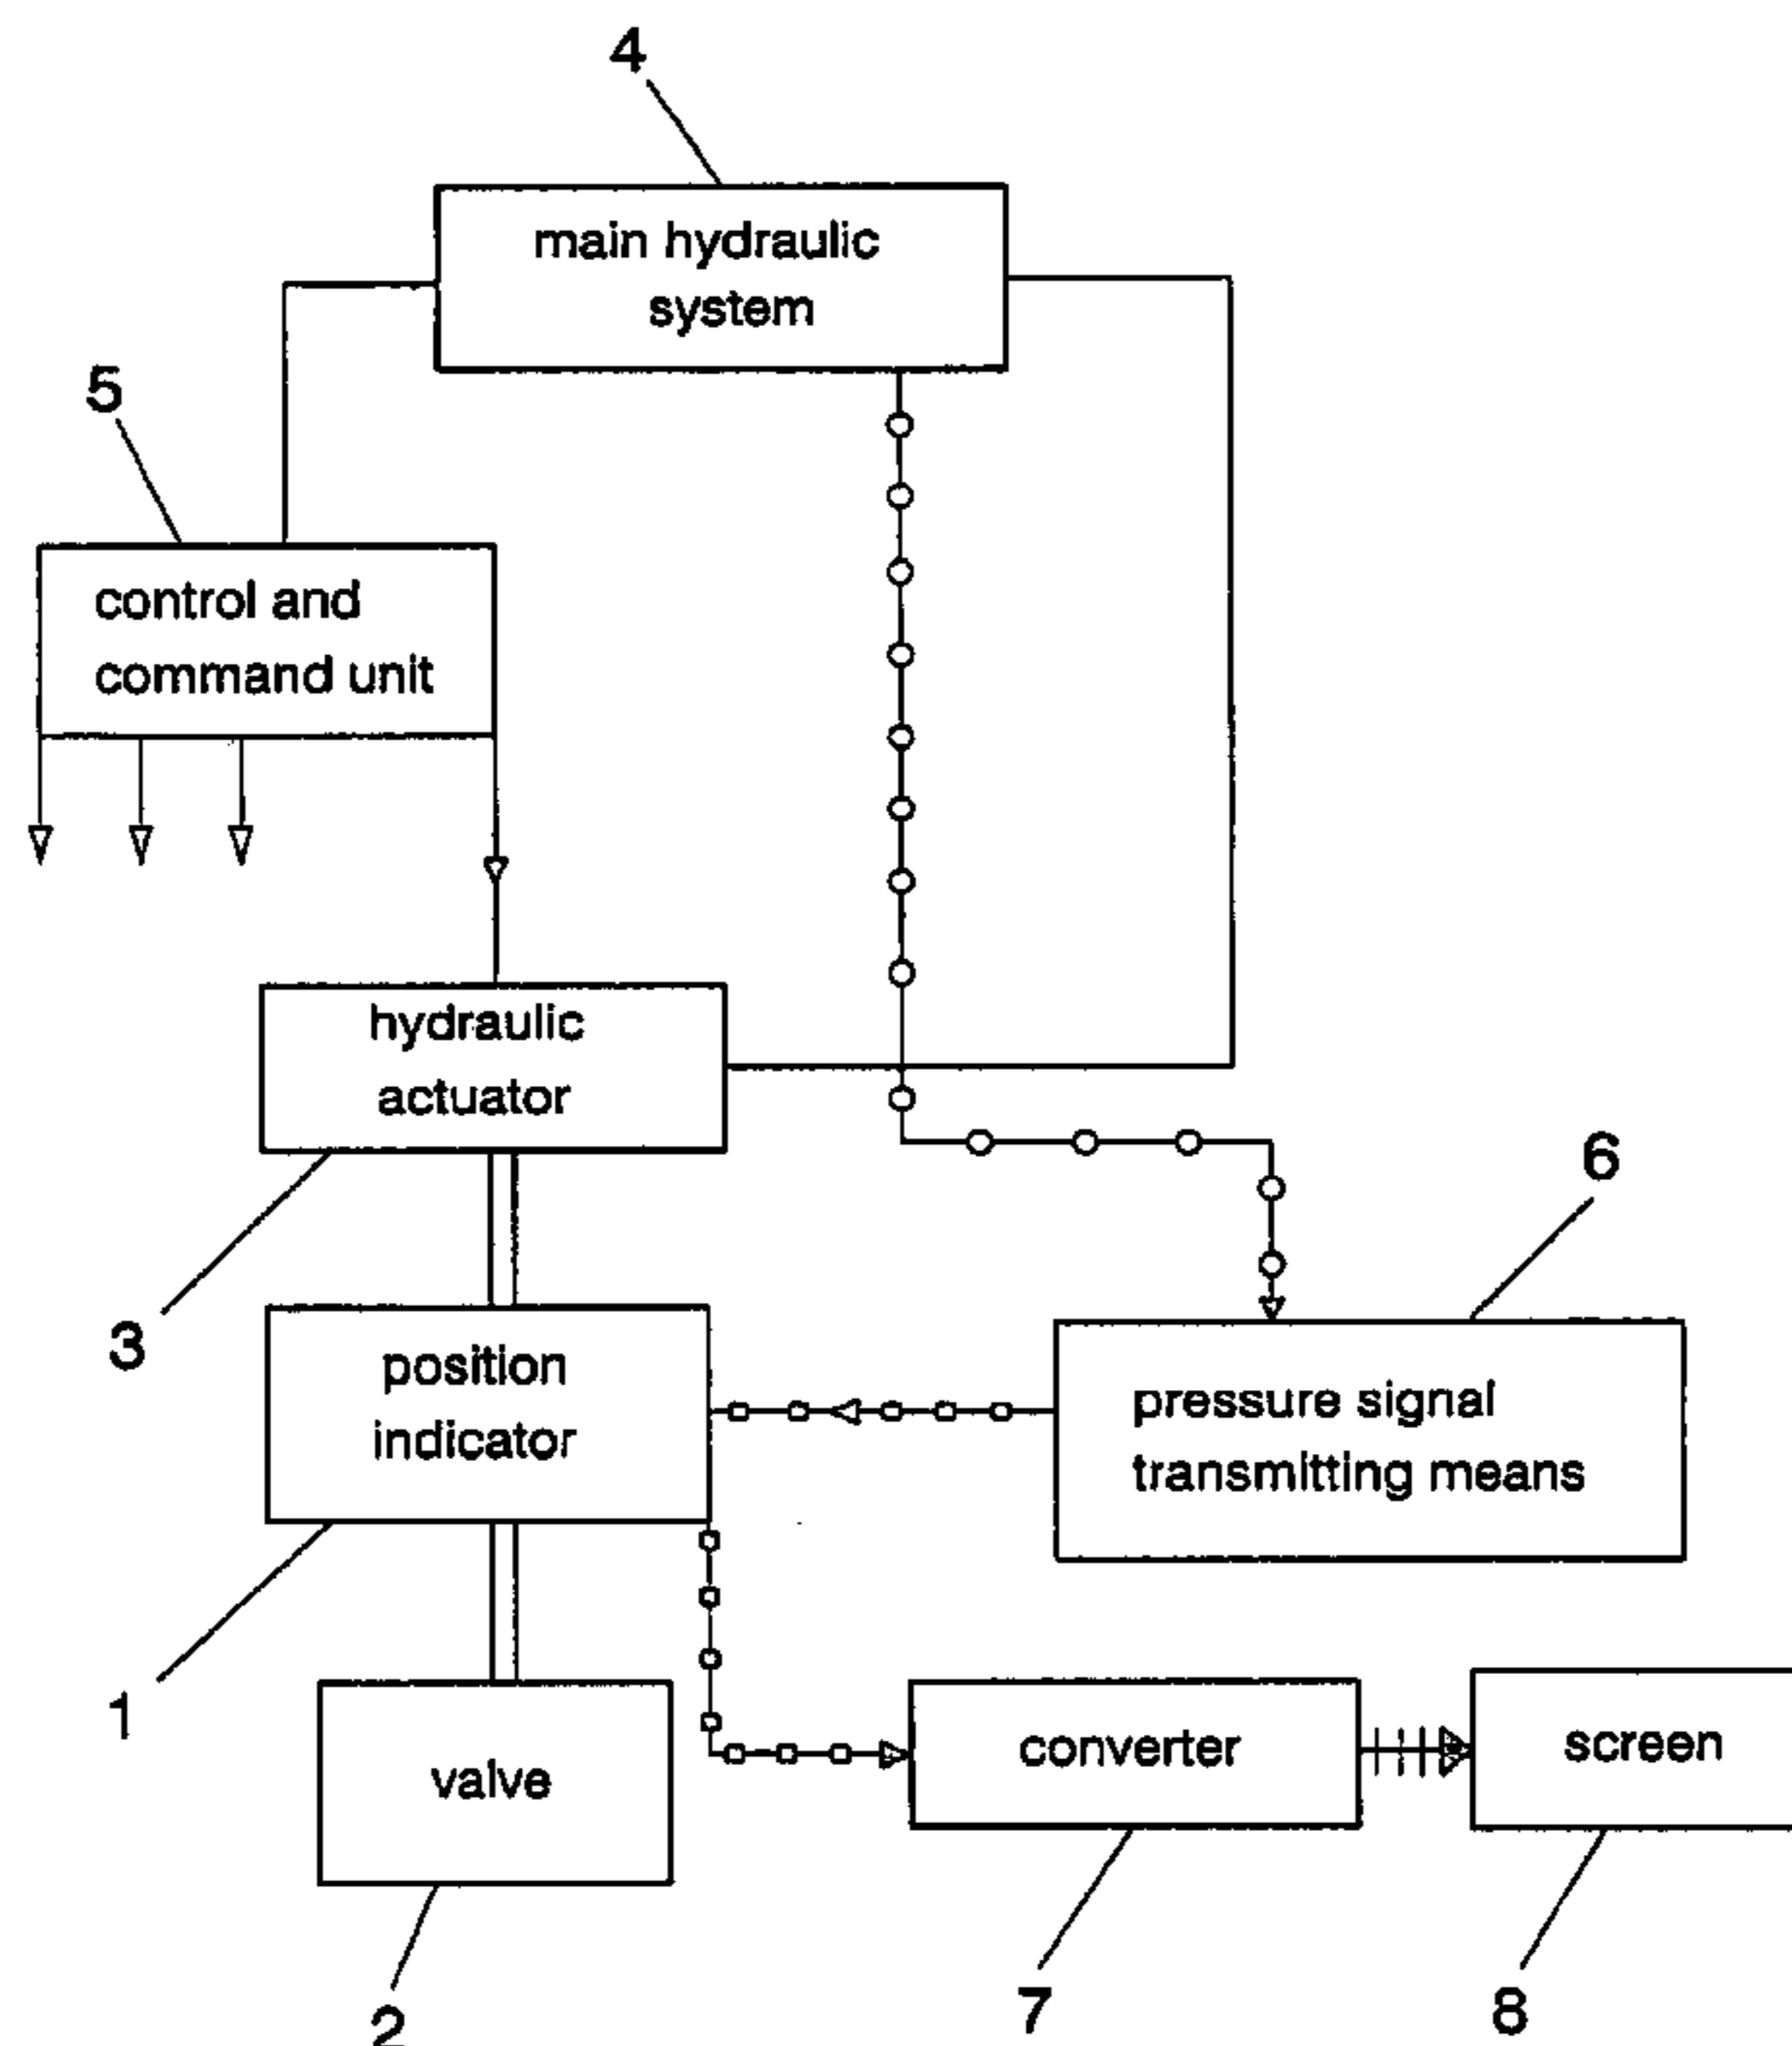 4
main hydraulic
system
5
control and
command unit
hydraulic
actuator
3
6
position
indicator
pressure signal
transmitting means
1
valve
converter
screen
2
7
8